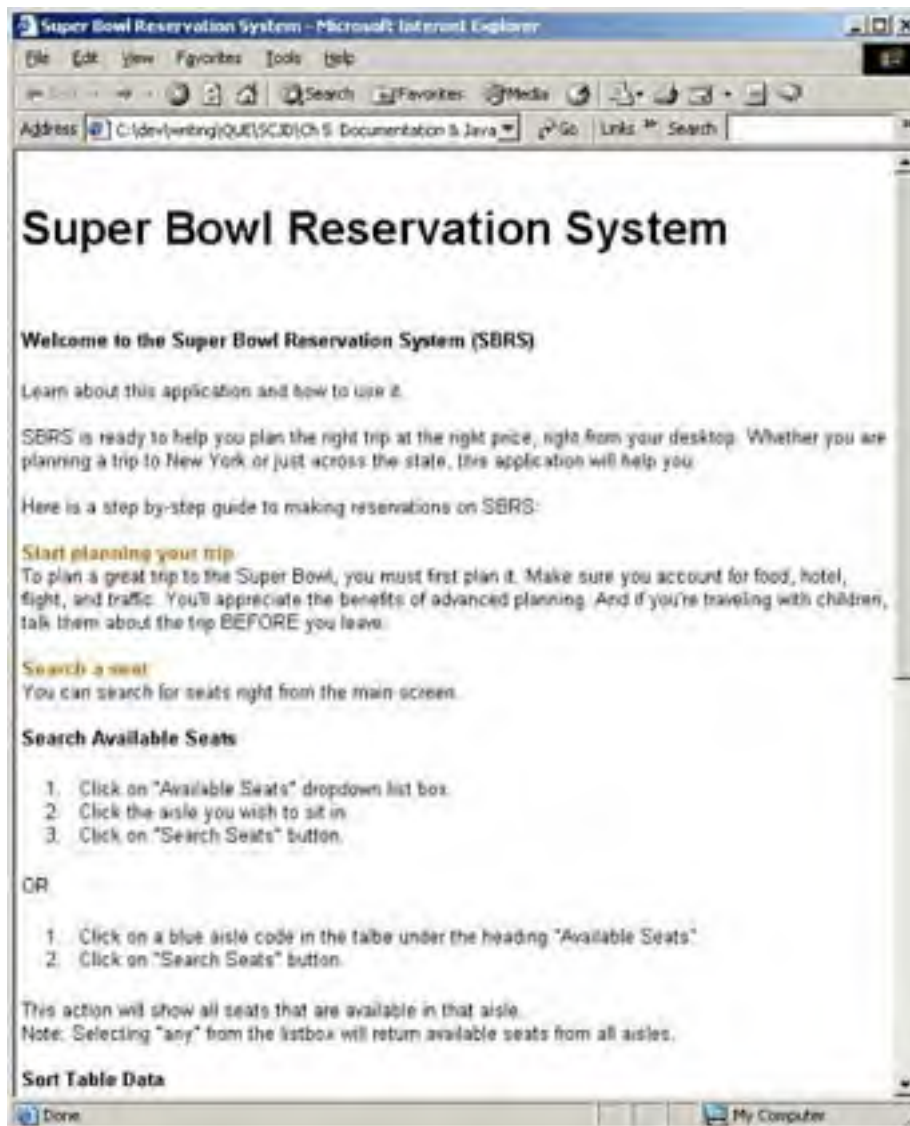 Super Bowl Reservation System - Microsoft Internet Explorer
File Edit View Favorites Tools Help
Search Favorites Media
Address C:\dev\writing\QUE\SCJD\Ch 5 Documentation & Java Go Links » Search
Super Bowl Reservation System
Welcome to the Super Bowl Reservation System (SBRS)
Learn about this application and how to use it.
SBRS is ready to help you plan the right trip at the right price, right from your desktop. Whether you are
planning a trip to New York or just across the state, this application will help you.
Here is a step by-step guide to making reservations on SBRS:
Start planning your trip
To plan a great trip to the Super Bowl, you must first plan it. Make sure you account for food, hotel,
flight, and traffic. You'll appreciate the benefits of advanced planning. And if you're traveling with children,
talk them about the trip BEFORE you leave.
Search a seat
You can search for seats right from the main screen.
Search Available Seats
1. Click on "Available Seats" dropdown list box.
2. Click the aisle you wish to sit in.
3. Click on "Search Seats" button.
OR
1. Click on a blue aisle code in the talbe under the heading "Available Seats"
2. Click on "Search Seats" button.
This action will show all seats that are available in that aisle.
Note: Selecting "any" from the listbox will return available seats from all aisles.
Sort Table Data
Done My Computer